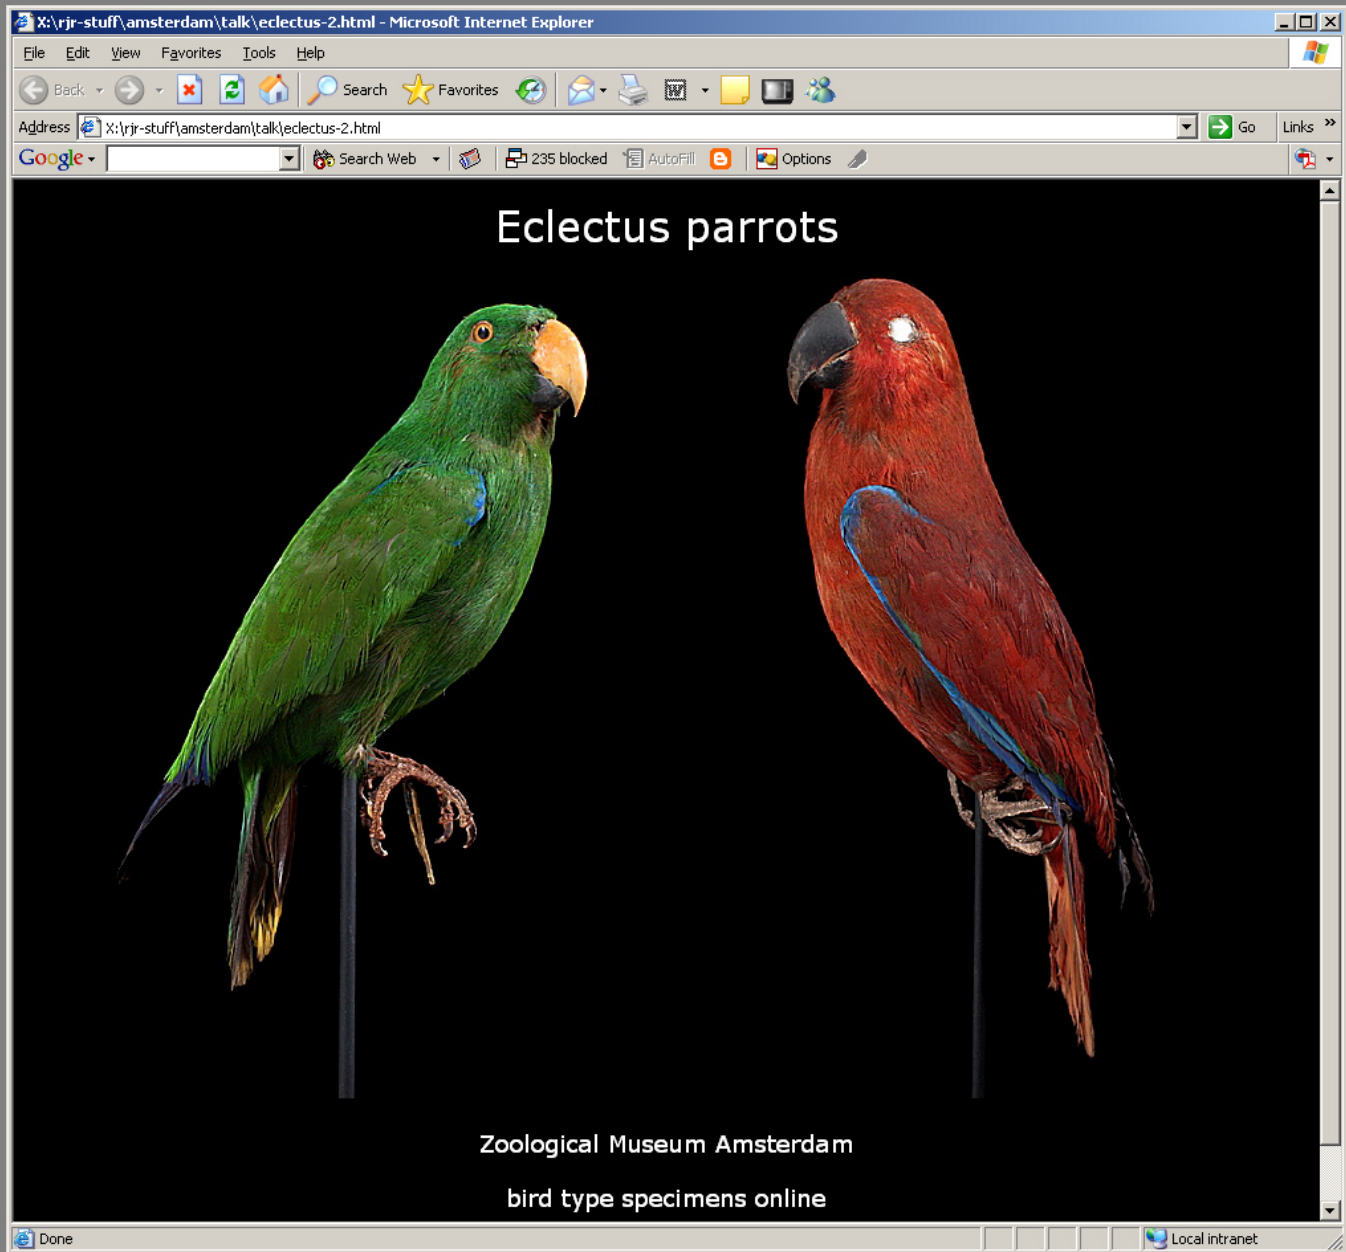 X:\rjr-stuff\amsterdam\talk\eclectus-2.html - Microsoft Internet Explorer
File Edit View Favorites Tools Help
Back Search Favorites
Address X:\rjr-stuff\amsterdam\talk\eclectus-2.html Go Links »
Google Search Web 235 blocked AutoFill Options
Eclectus parrots
Zoological Museum Amsterdam
bird type specimens online
Done Local intranet